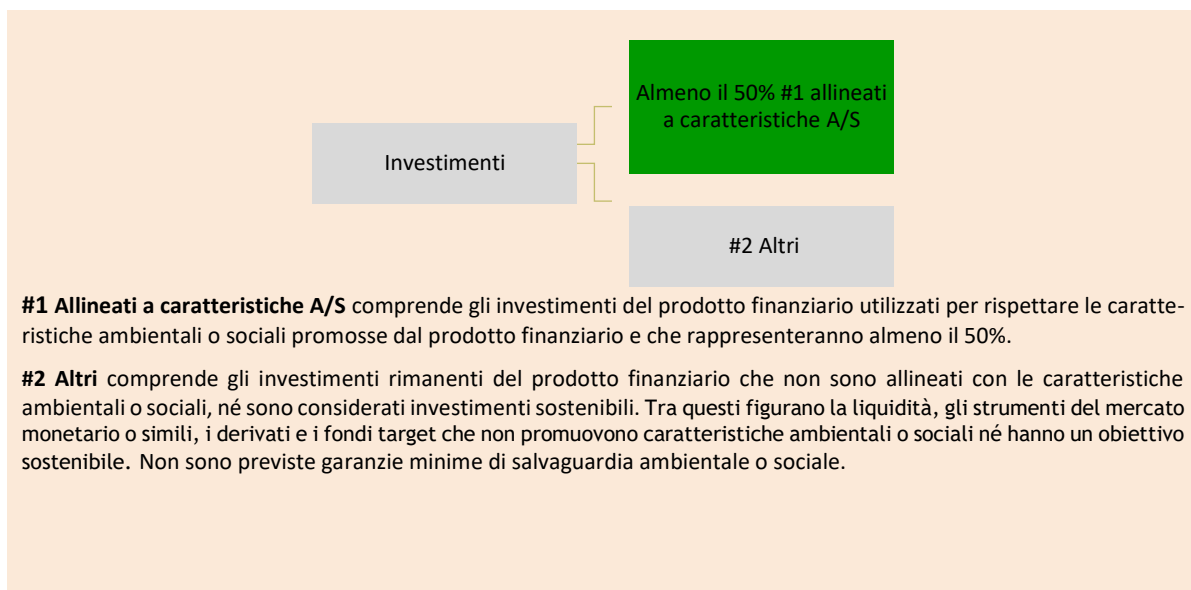 Almeno il 50% #1 allineati
a caratteristiche A/S
Investimenti
#2 Altri
#1 Allineati a caratteristiche A/S comprende gli investimenti del prodotto finanziario utilizzati per rispettare le caratte-
ristiche ambientali o sociali promosse dal prodotto finanziario e che rappresenteranno almeno il 50%.
#2 Altri comprende gli investimenti rimanenti del prodotto finanziario che non sono allineati con le caratteristiche
ambientali o sociali, né sono considerati investimenti sostenibili. Tra questi figurano la liquidità, gli strumenti del mercato
monetario o simili, i derivati e i fondi target che non promuovono caratteristiche ambientali o sociali né hanno un obiettivo
sostenibile. Non sono previste garanzie minime di salvaguardia ambientale o sociale.